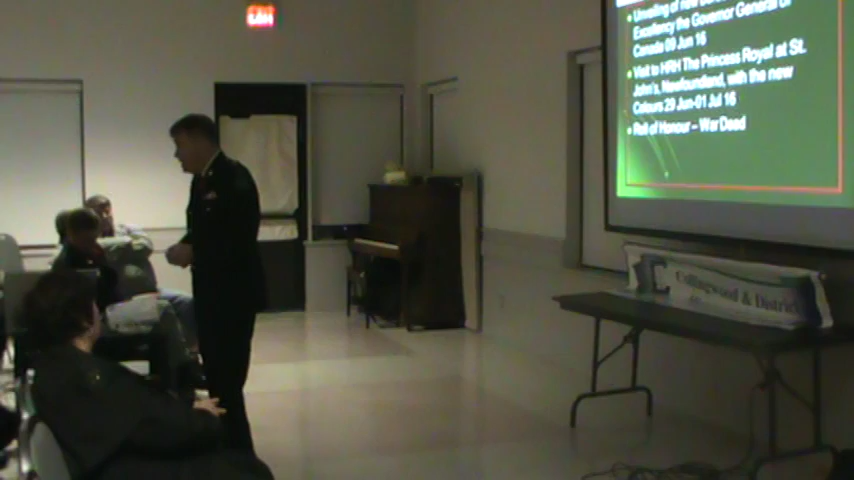 Excellency the Governor General of
Canada 09 Jun 16
Visit to HRH The Princess Royal at St.
John's, Newfoundland, with the new
Colours 29 Jun-01 Jul 16
Roll of Honour – War Dead
Collingwood & District